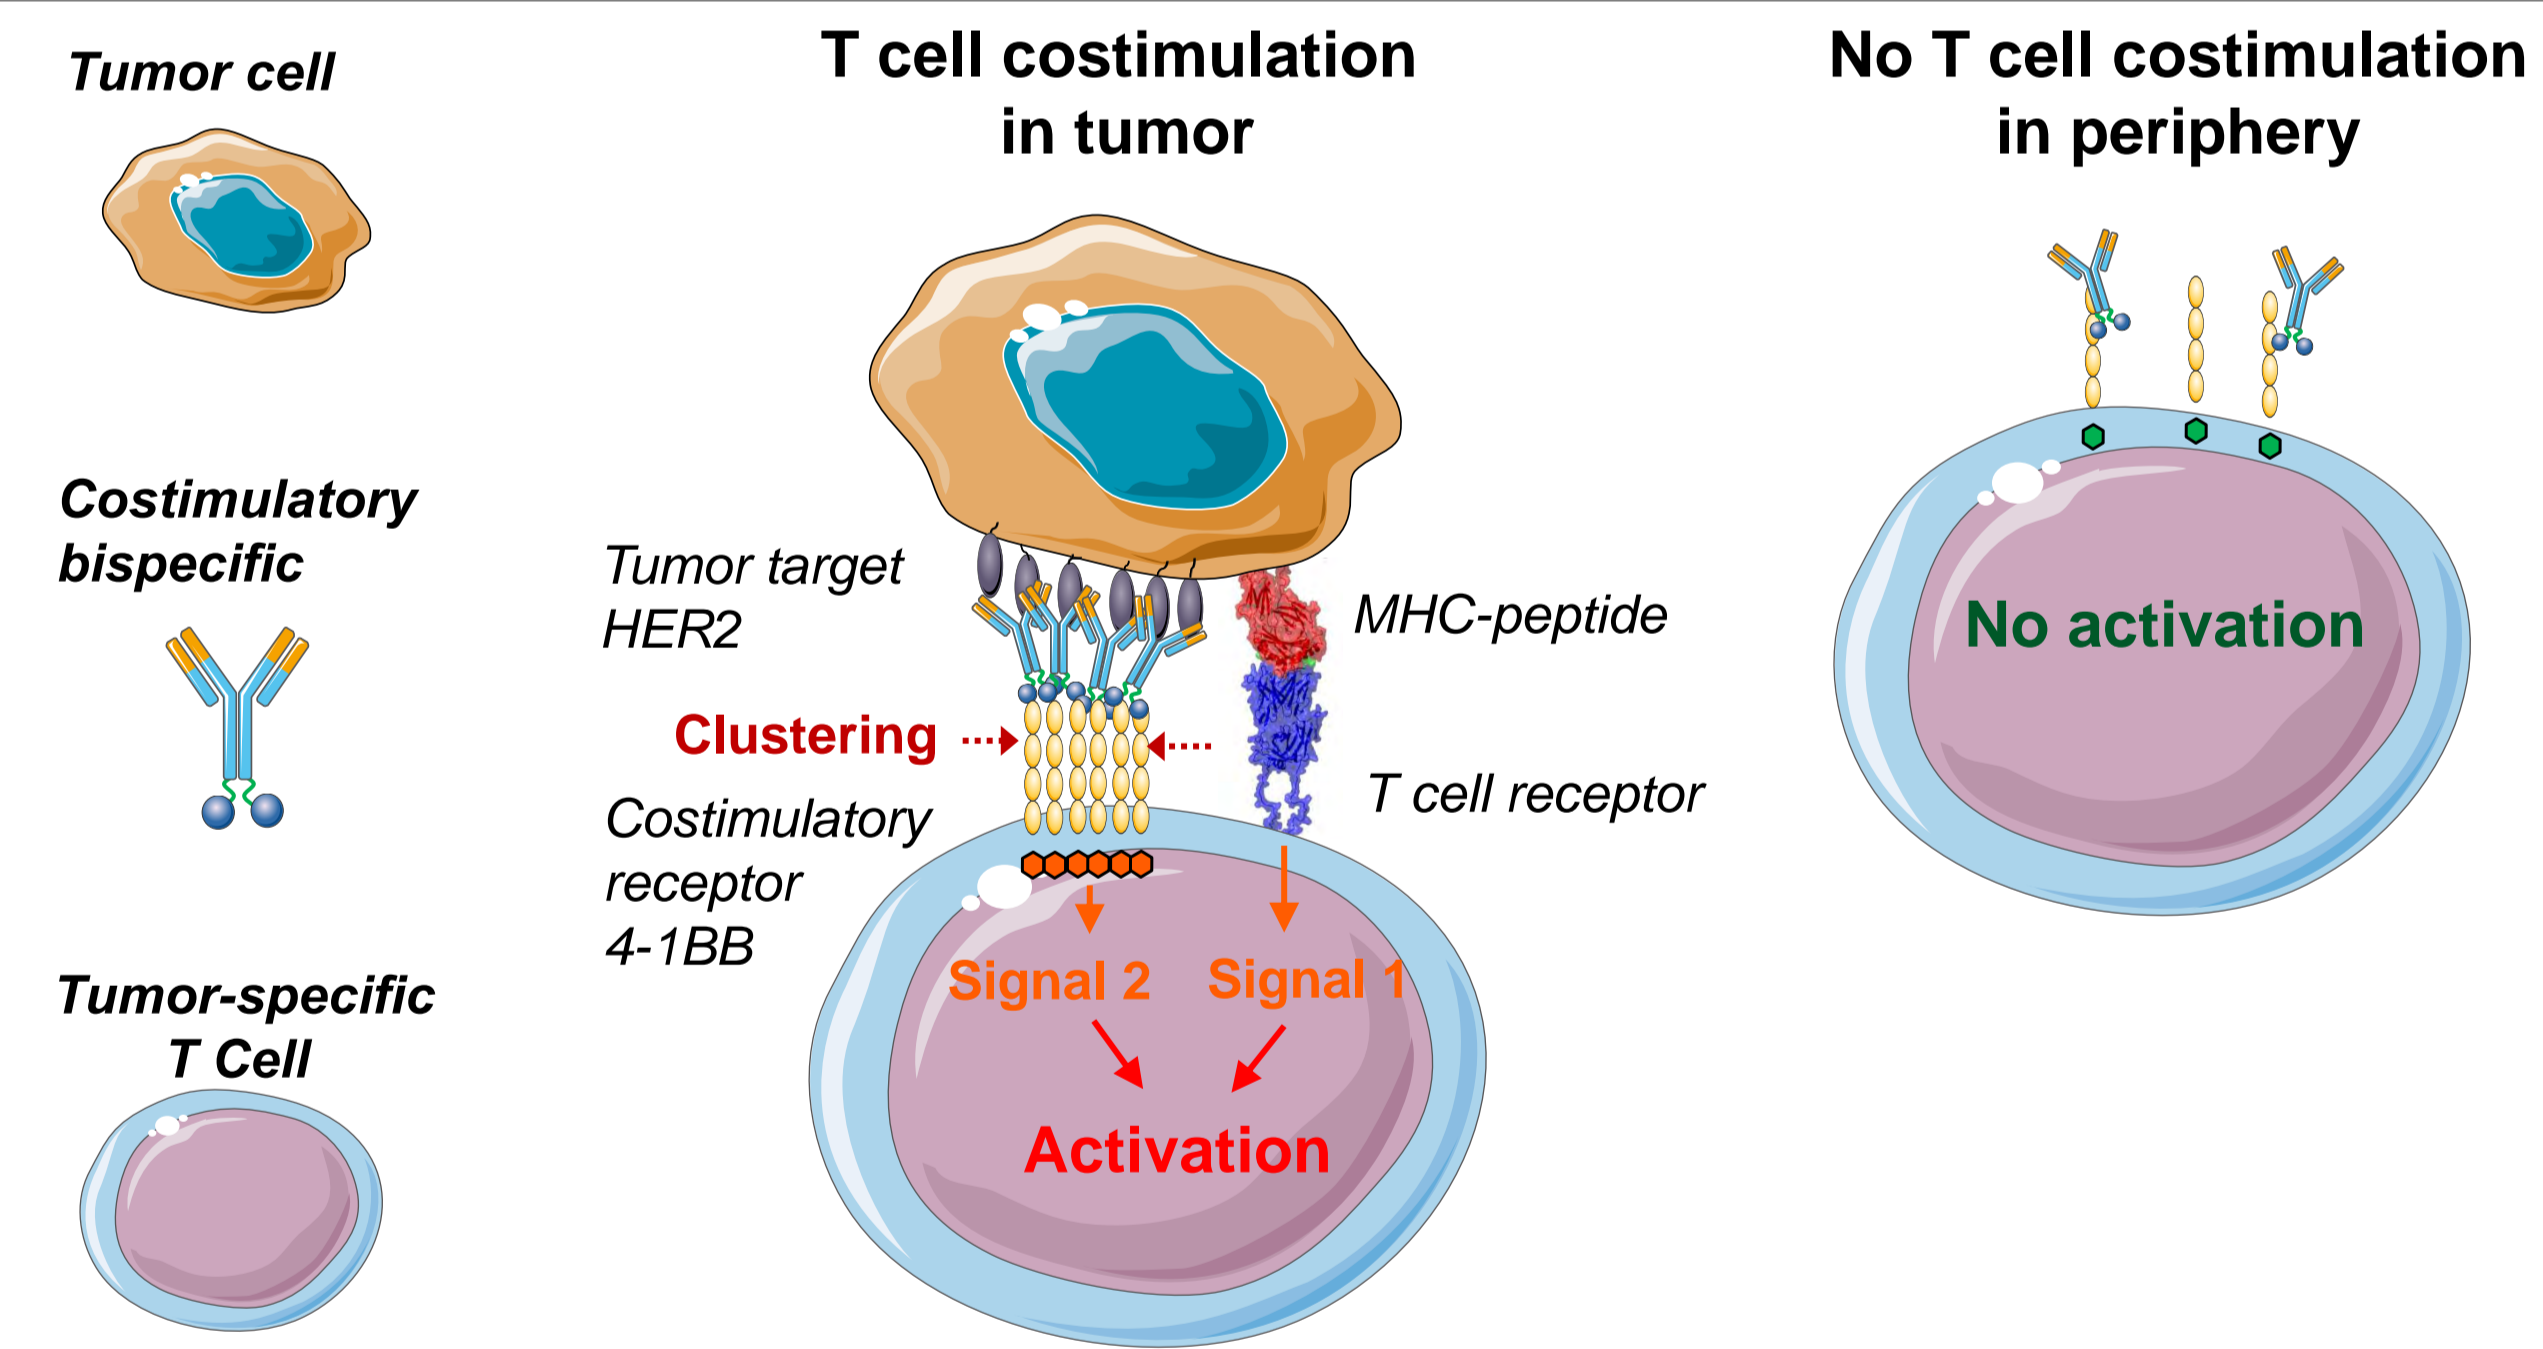 Tumor cell
Costimulatory
bispecific
Tumor-specific
T Cell
T cell costimulation
in tumor
Tumor target
HER2
MHC-peptide
Clustering
T cell receptor
Costimulatory
receptor
4-1BB
Signal 2
Signal 1
Activation
No T cell costimulation
in periphery
No activation